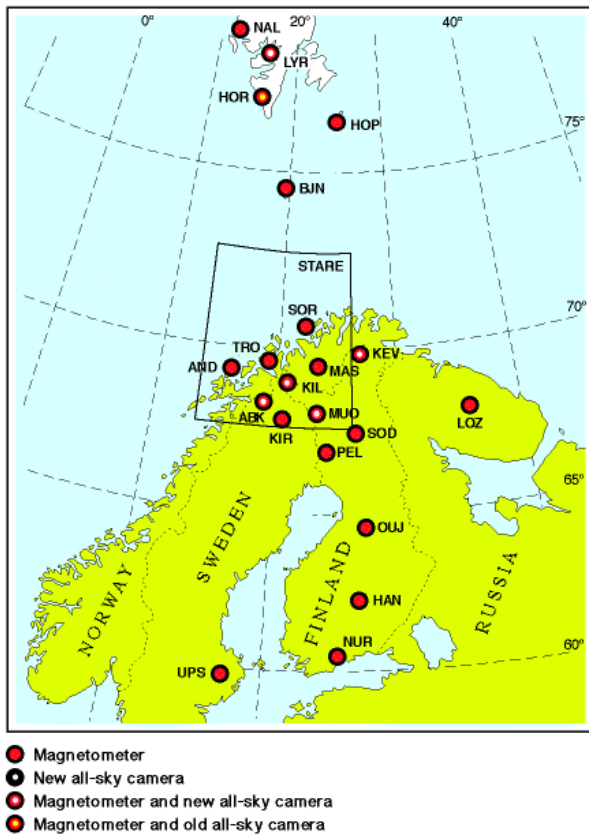 0° 20° 40°
NAL
LYR
HOR
HOP
75°
BJN
STARE
SOR
70°
TRO
KEV
AND
MAS
KIL
ABK
MUO
LOZ
KIR
SOD
PEL
65°
OUJ
SWEDEN
FINLAND
RUSSIA
NORWAY
HAN
NUR
60°
UPS
Magnetometer
New all-sky camera
Magnetometer and new all-sky camera
Magnetometer and old all-sky camera